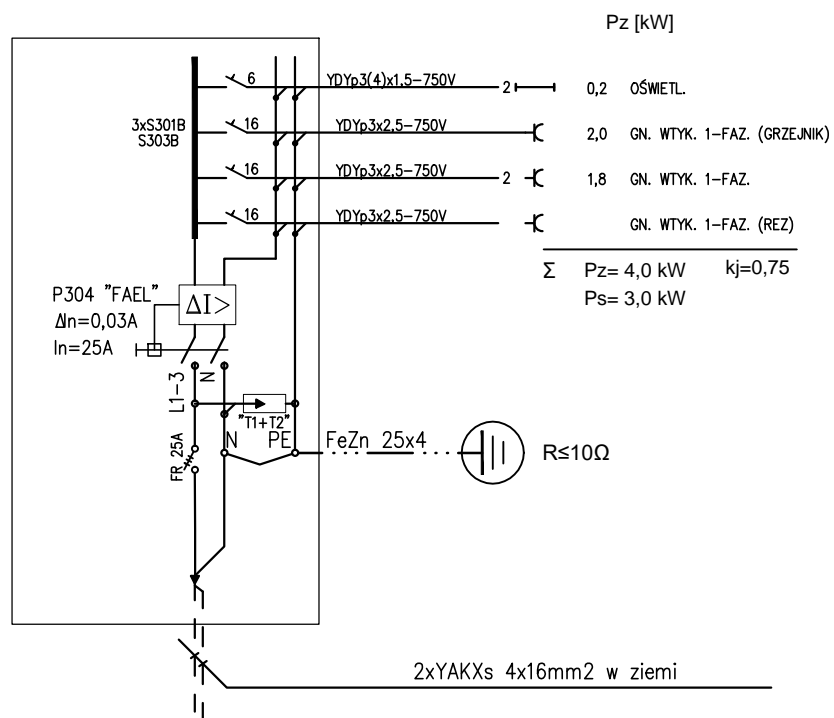 Pz [kW]
6 YDYp3(4)x1,5-750V 2 0,2 OŚWIETL.
3xS301B
S303B
16 YDYp3x2,5-750V 2,0 GN. WTYK. 1-FAZ. (GRZEJNIK)
16 YDYp3x2,5-750V 2 1,8 GN. WTYK. 1-FAZ.
16 YDYp3x2,5-750V GN. WTYK. 1-FAZ. (REZ)
Σ Pz= 4,0 kW kj=0,75
Ps= 3,0 kW
P304 "FAEL"
ΔIn=0,03A
In=25A
ΔI>
L1-3
N
"T1+T2"
FR 25A
N PE FeZn 25x4
R≤10Ω
2xYAKXs 4x16mm2 w ziemi